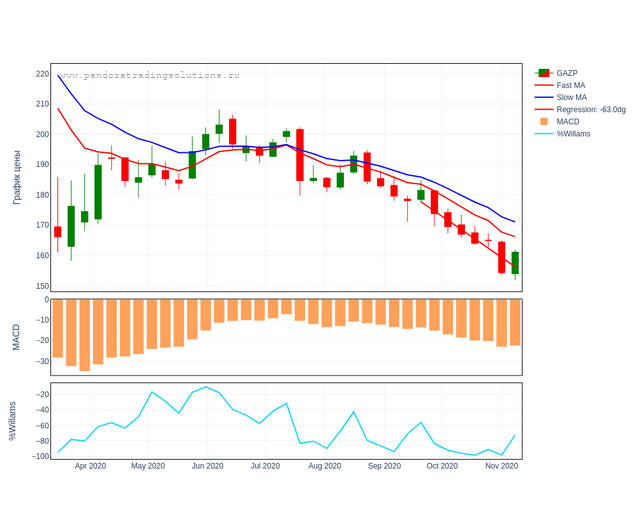 www.pandoratradingsolutions.ru
График цены
220
210
200
190
180
170
160
150
GAZP
Fast MA
Slow MA
Regression: -63.0dg
MACD
%Willams
MACD
0
−10
−20
−30
%Willams
−20
−40
−60
−80
−100
Apr 2020 May 2020 Jun 2020 Jul 2020 Aug 2020 Sep 2020 Oct 2020 Nov 2020